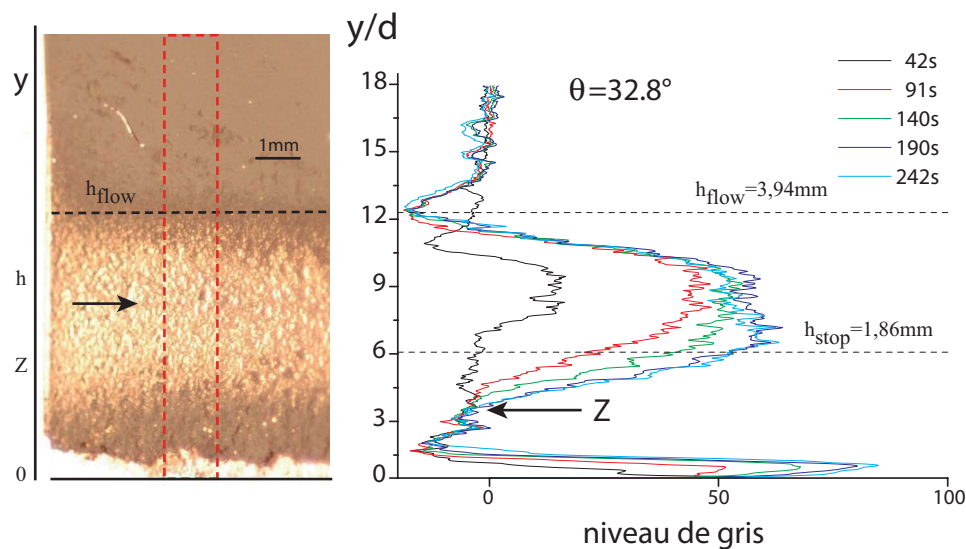 y
h
Z
0
h_flow
1mm
y/d
θ=32.8°
18
15
12
9
6
3
0
h_flow=3,94mm
h_stop=1,86mm
Z
42s
91s
140s
190s
242s
0
50
100
niveau de gris